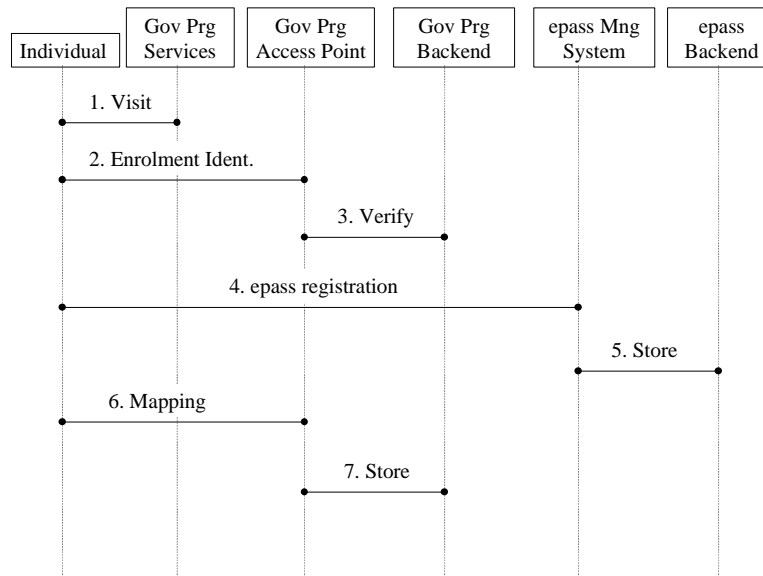 Individual
Gov Prg
Services
Gov Prg
Access Point
Gov Prg
Backend
epass Mng
System
epass
Backend
1. Visit
2. Enrolment Ident.
3. Verify
4. epass registration
5. Store
6. Mapping
7. Store